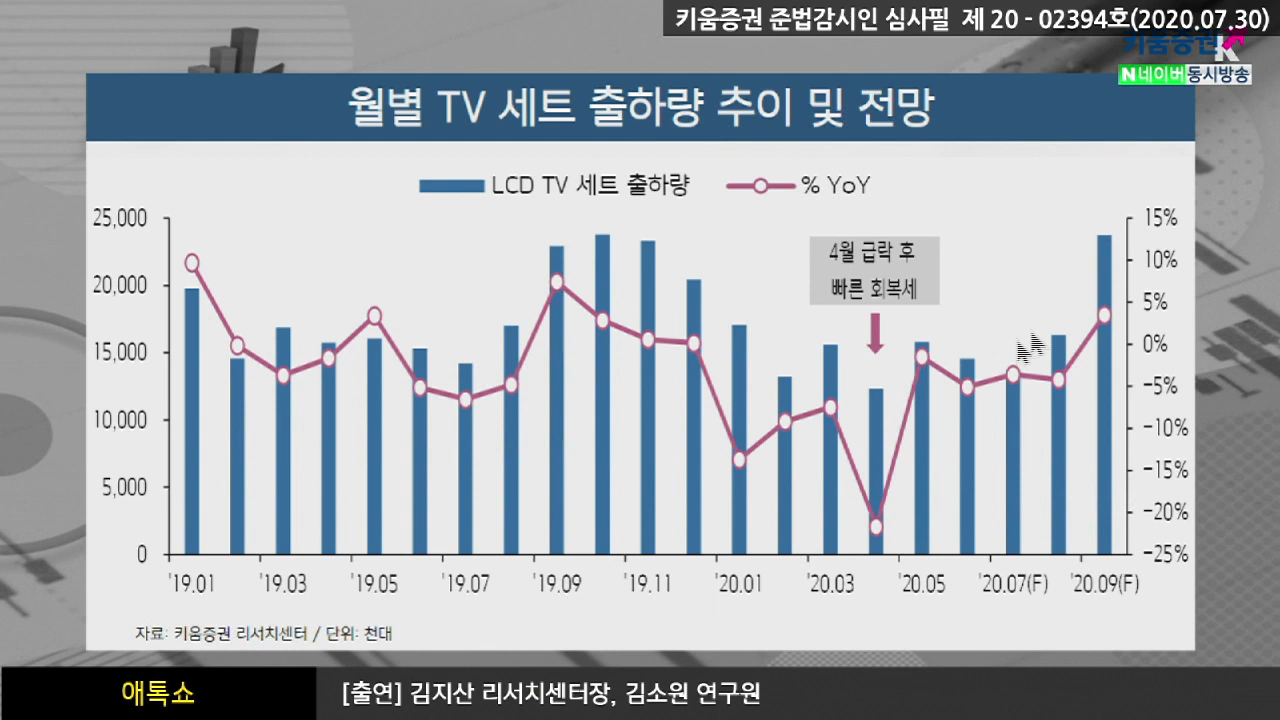 키움증권 준법감시인 심사필 제 20 - 02394호(2020.07.30)
키움증권
N네이버 동시방송
월별 TV 세트 출하량 추이 및 전망
LCD TV 세트 출하량 % YoY
25,000
20,000
15,000
10,000
5,000
0
15%
10%
5%
0%
-5%
-10%
-15%
-20%
-25%
4월 급락 후
빠른 회복세
'19.01 '19.03 '19.05 '19.07 '19.09 '19.11 '20.01 '20.03 '20.05 '20.07(F) '20.09(F)
자료: 키움증권 리서치센터 / 단위: 천대
애톡쇼
[출연] 김지산 리서치센터장, 김소원 연구원